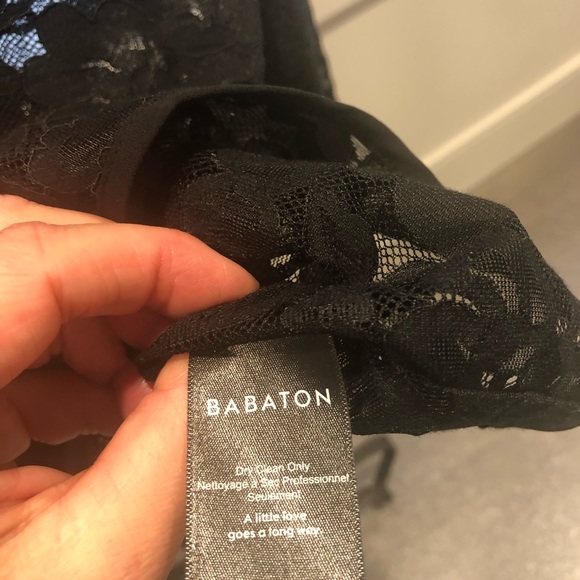 BABATON
Dry Clean Only
Nettoyage à Sec Professionnel
Seulement
A little love
goes a long way.